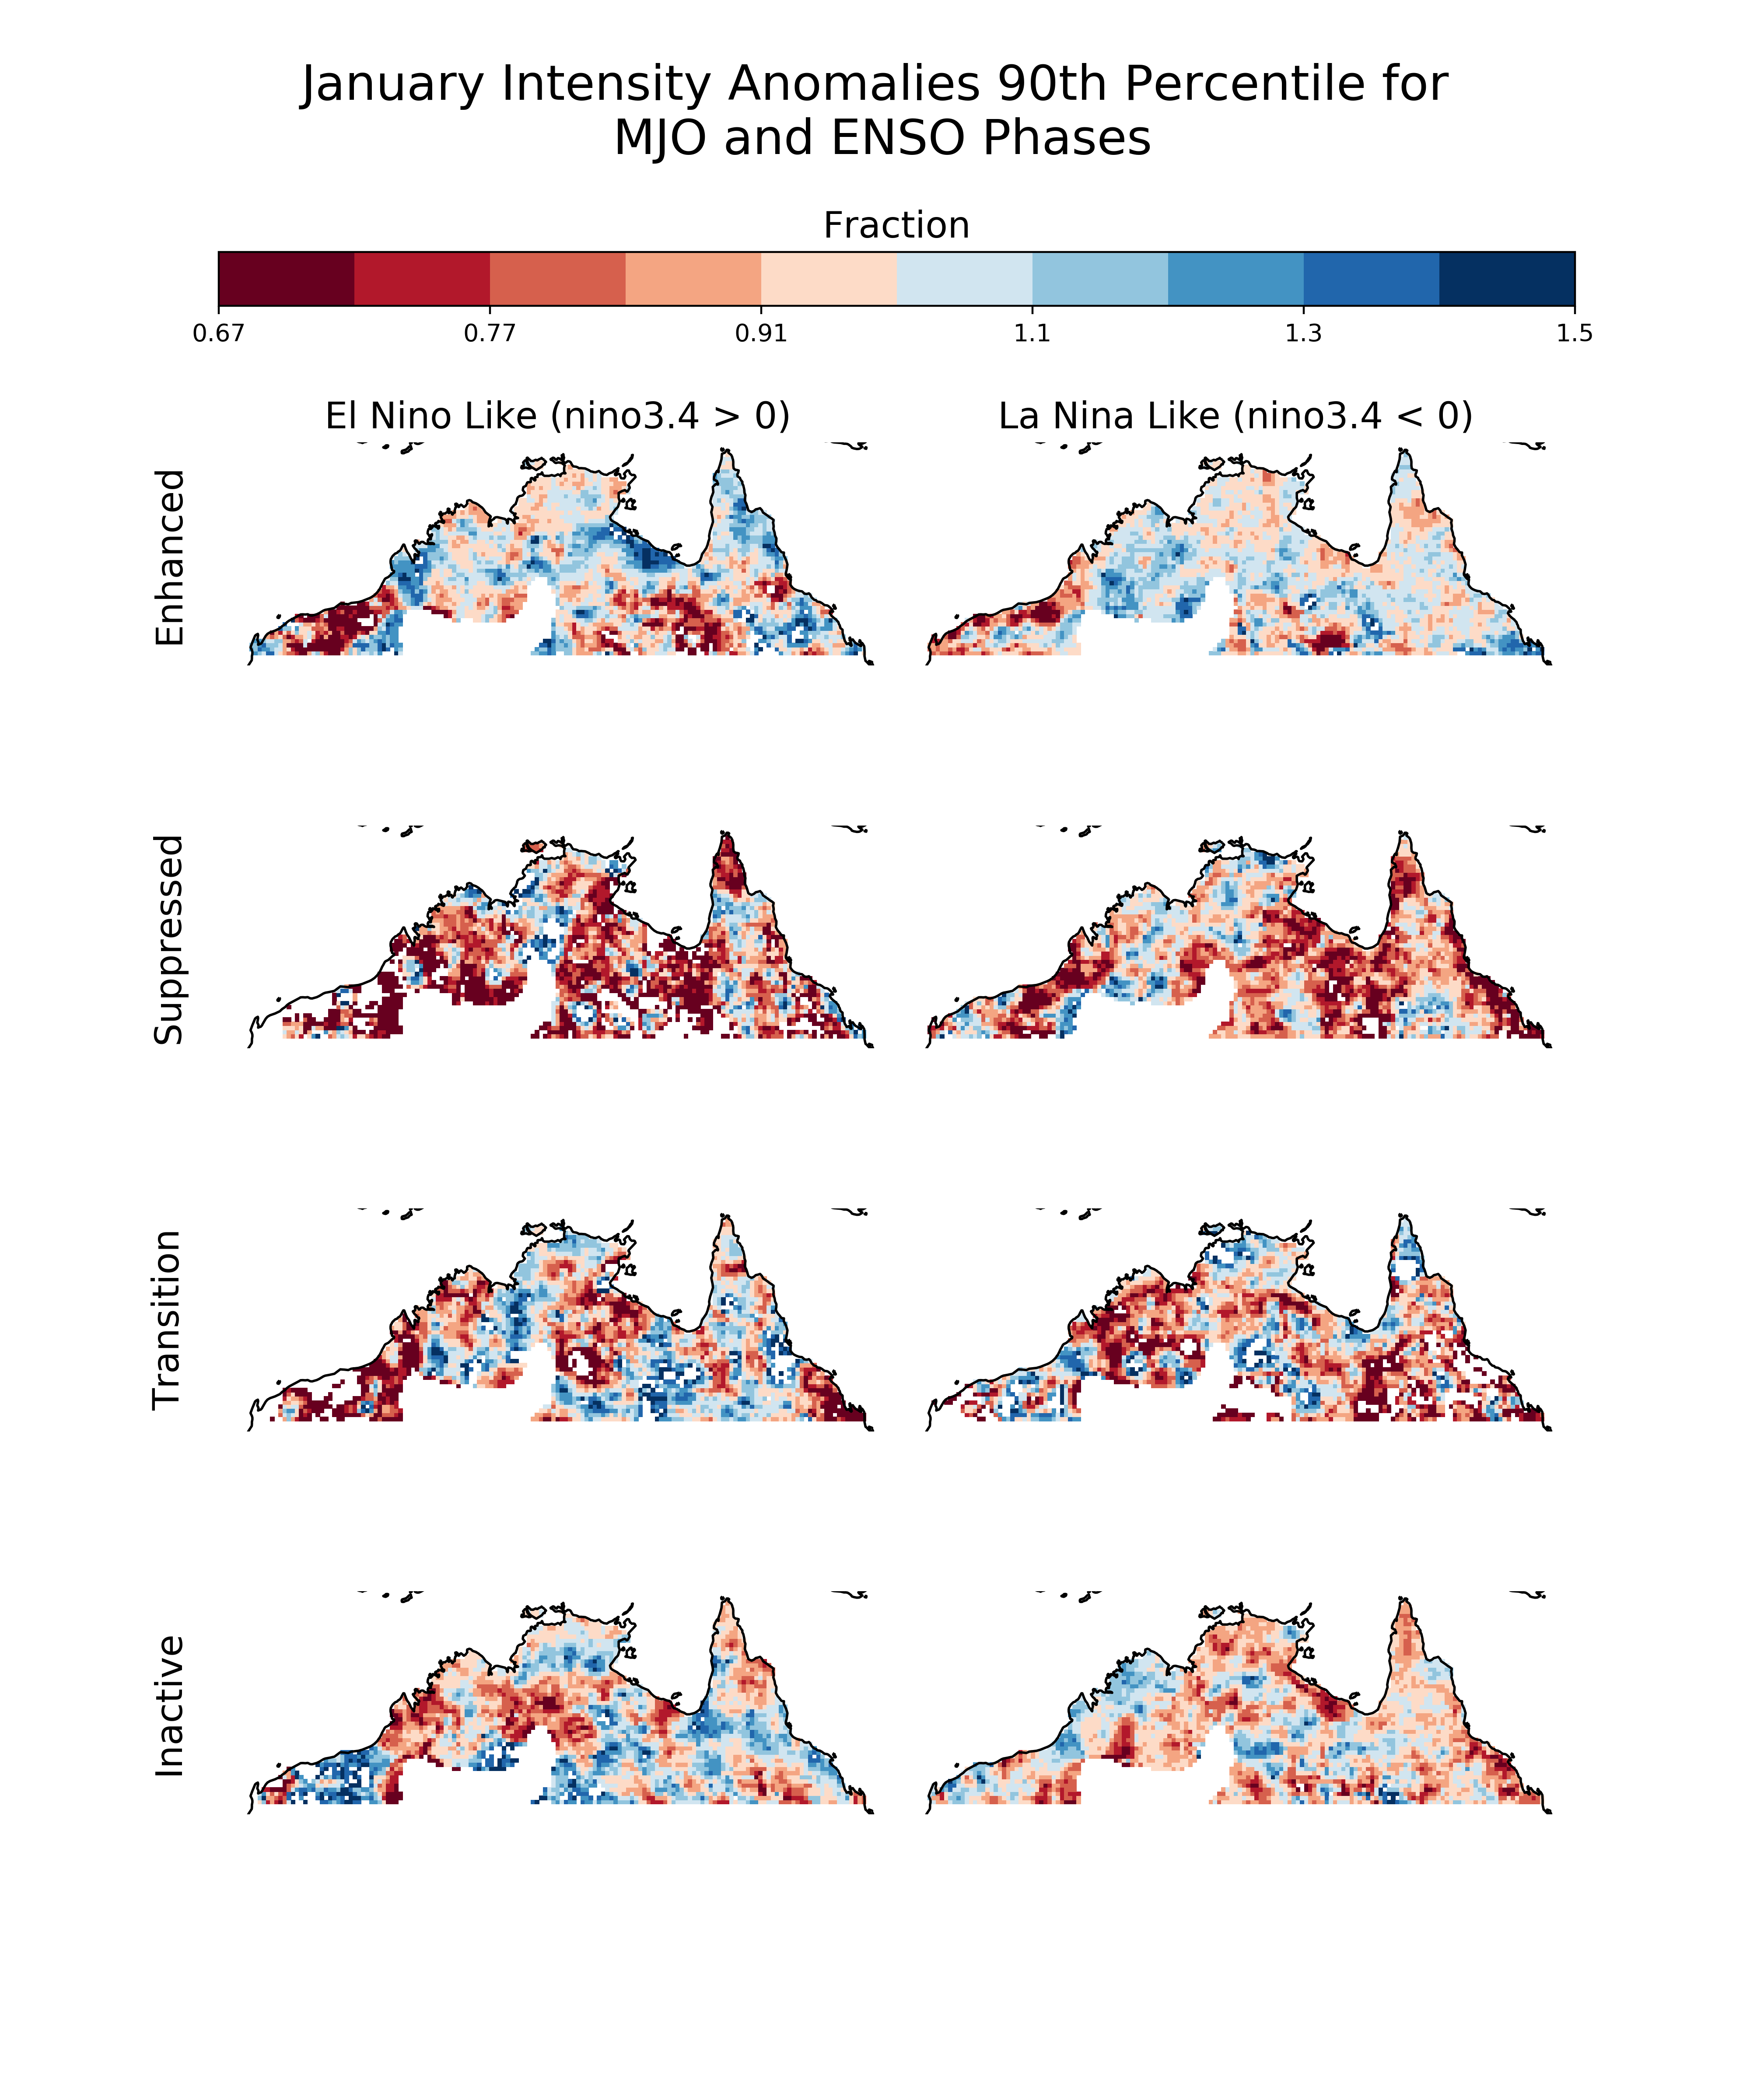 January Intensity Anomalies 90th Percentile for
MJO and ENSO Phases
Fraction
0.67 0.77 0.91 1.1 1.3 1.5
El Nino Like (nino3.4 > 0) La Nina Like (nino3.4 < 0)
Enhanced
Suppressed
Transition
Inactive